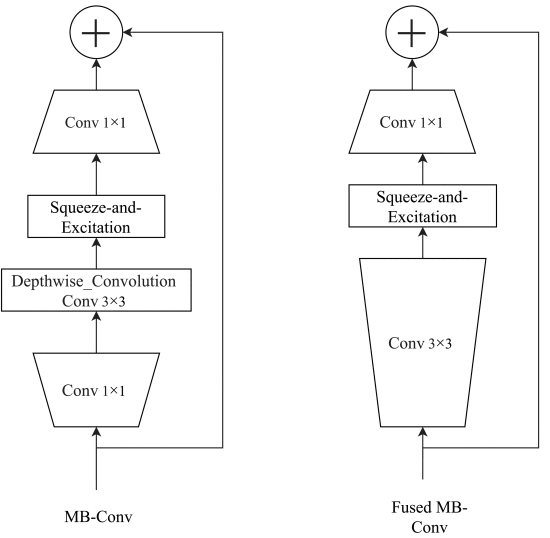 Conv 1×1
Squeeze-and-
Excitation
Depthwise_Convolution
Conv 3×3
Conv 1×1
MB-Conv
Conv 1×1
Squeeze-and-
Excitation
Conv 3×3
Fused MB-
Conv